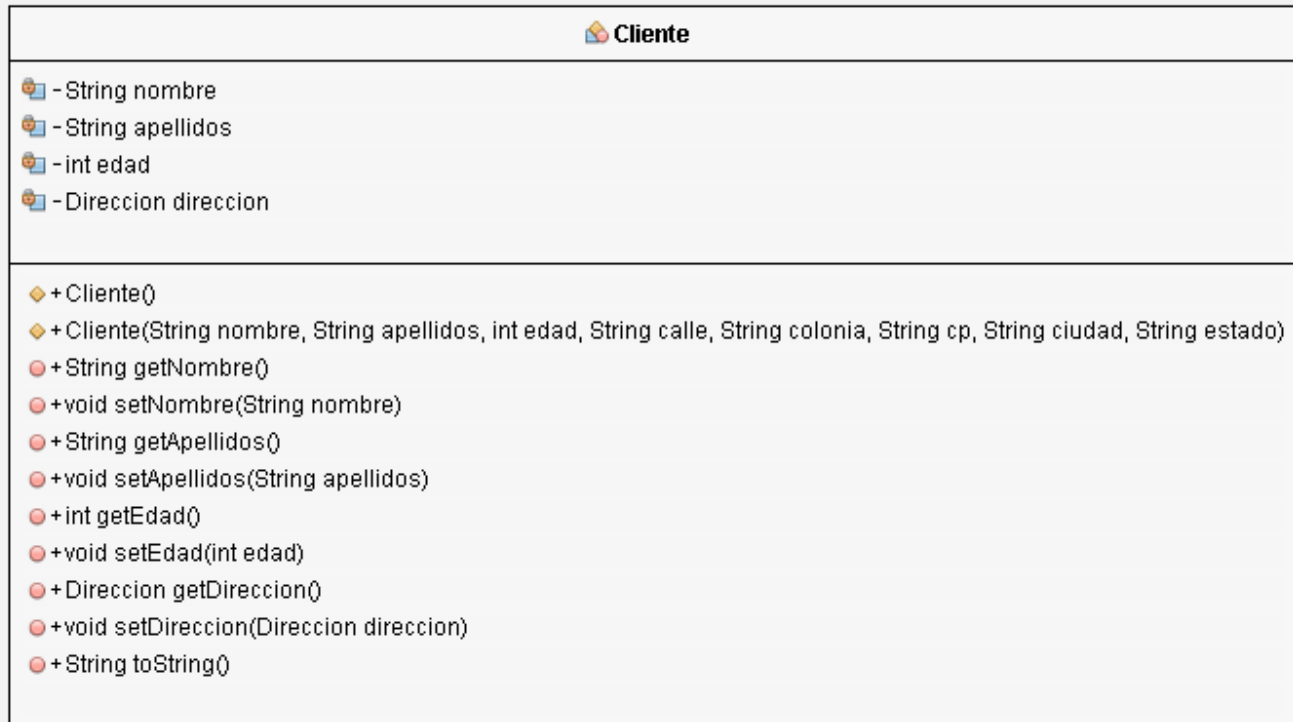 Cliente
-String nombre
-String apellidos
-int edad
-Direccion direccion
+Cliente()
+Cliente(String nombre, String apellidos, int edad, String calle, String colonia, String cp, String ciudad, String estado)
+String getNombre()
+void setNombre(String nombre)
+String getApellidos()
+void setApellidos(String apellidos)
+int getEdad()
+void setEdad(int edad)
+Direccion getDireccion()
+void setDireccion(Direccion direccion)
+String toString()